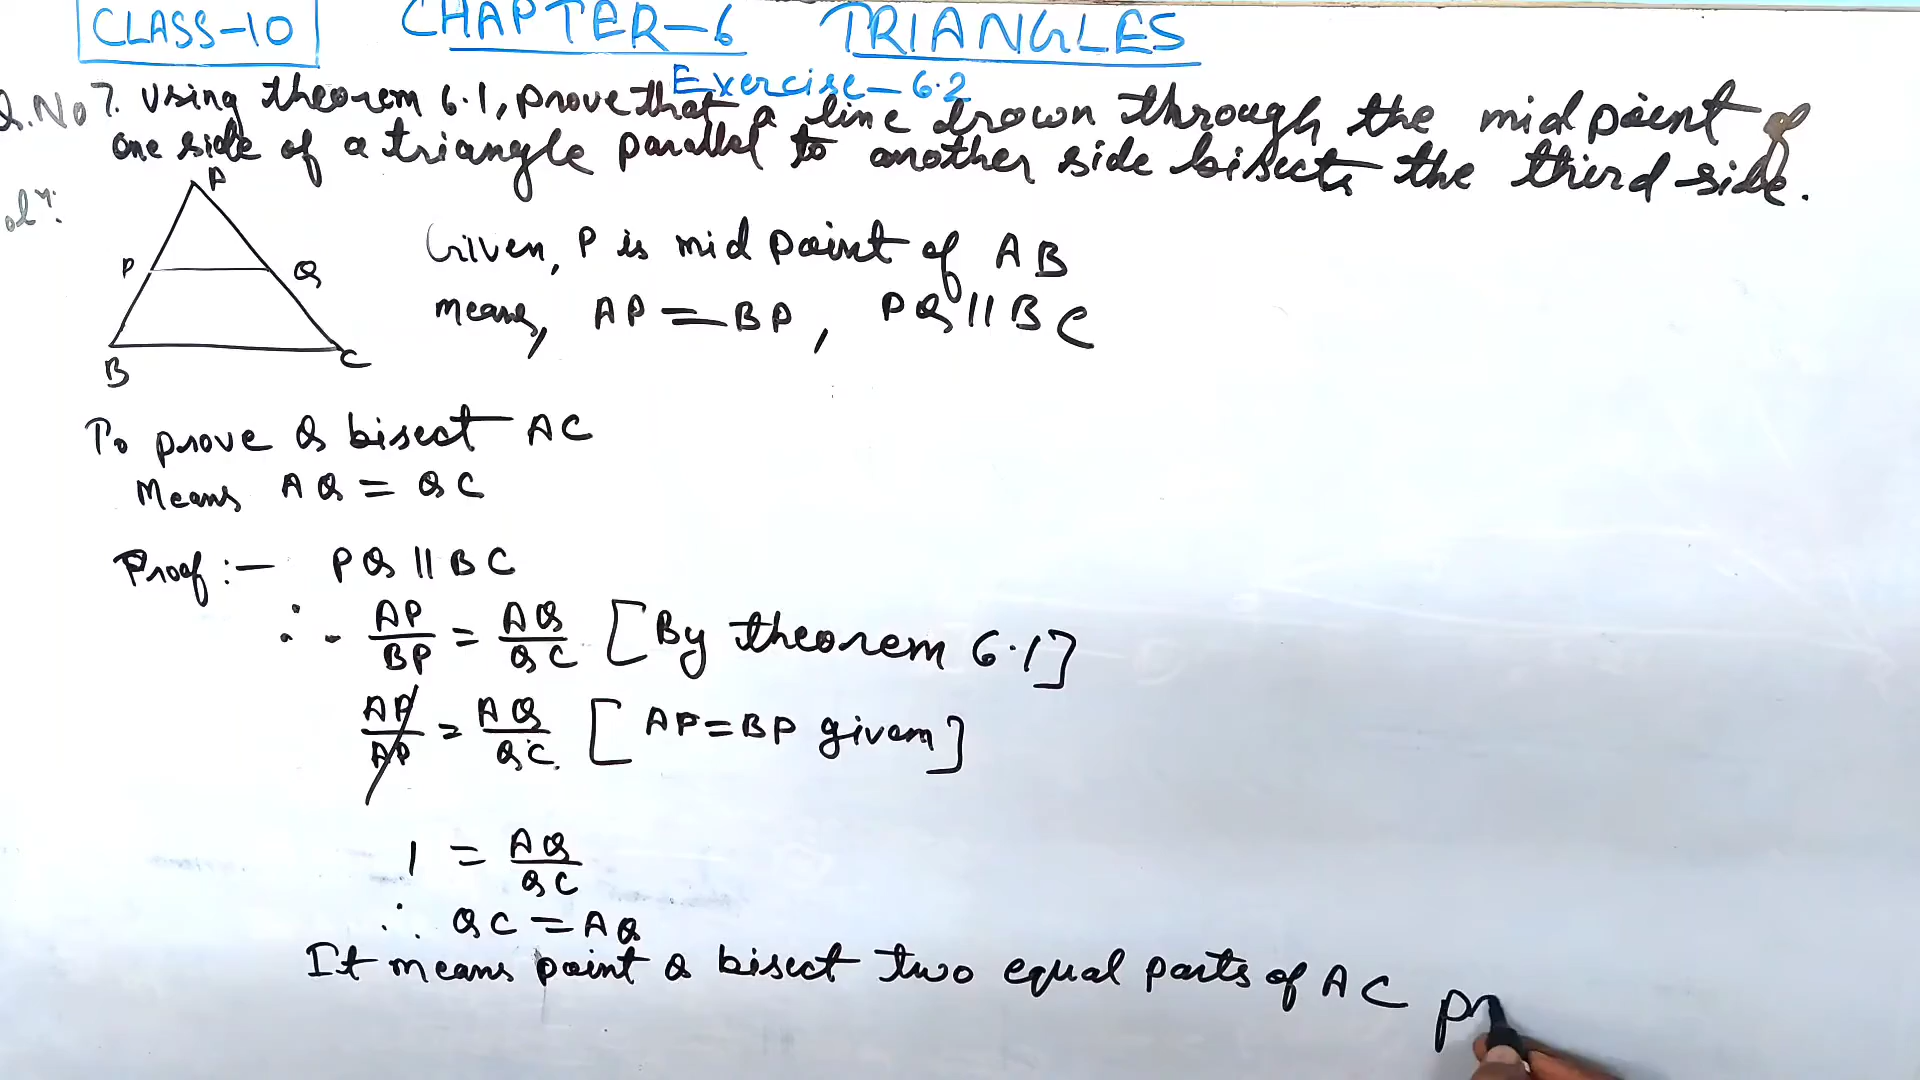 CLASS-10 CHAPTER-6 TRIANGLES
Exercise-6.2
Q.No 7. Using theorem 6.1, prove that a line drown through the mid point of
one side of a triangle parallel to another side bisects the third side.
olⁿ:
A
P Q
B C
Given, P is mid point of AB
means, AP = BP, PQ || BC
To prove Q bisect AC
Means AQ = QC
Proof :- PQ || BC
∴ AP/BP = AQ/QC [By theorem 6.1]
AP/AP = AQ/QC [AP=BP given]
1 = AQ/QC
∴ QC = AQ
It means point Q bisect two equal parts of AC pr